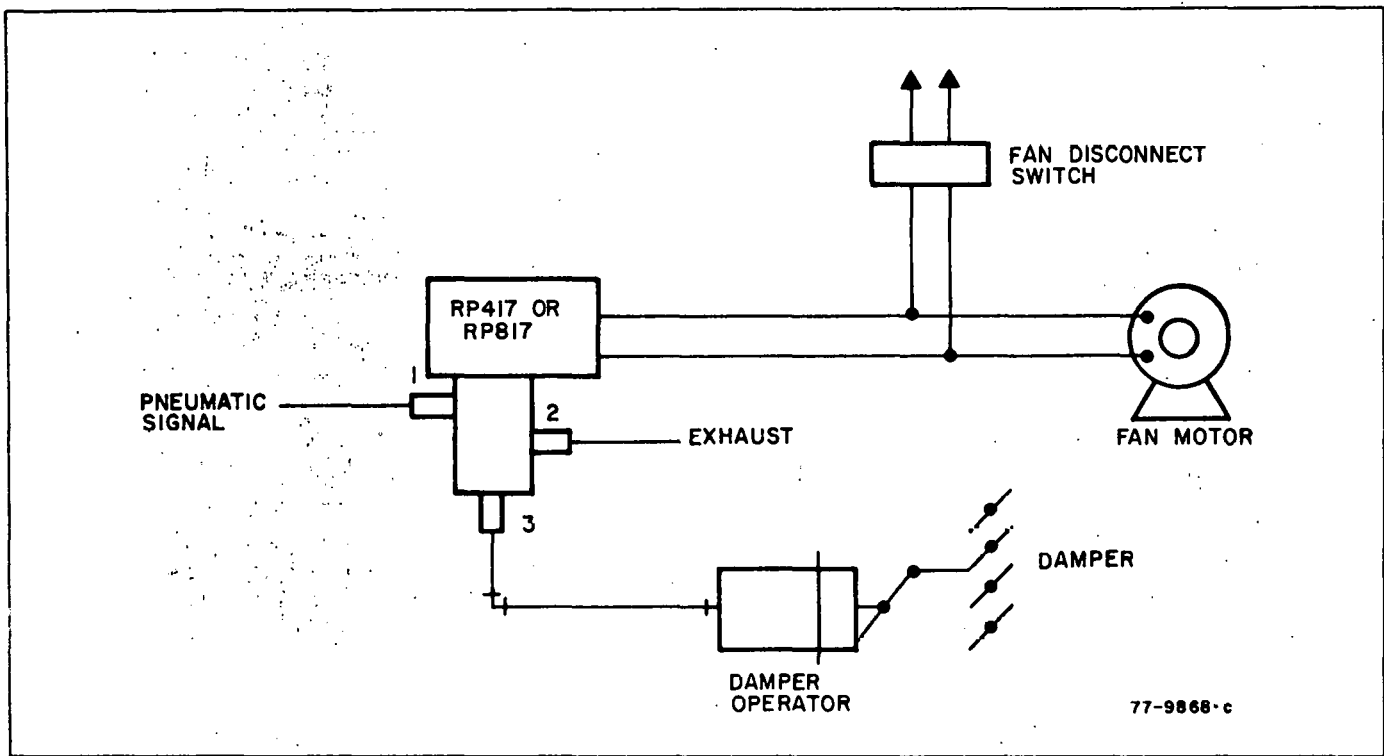 FAN DISCONNECT
SWITCH
RP417 OR
RP817
1
PNEUMATIC
SIGNAL
2
EXHAUST
FAN MOTOR
3
DAMPER
DAMPER
OPERATOR
77-9868-c